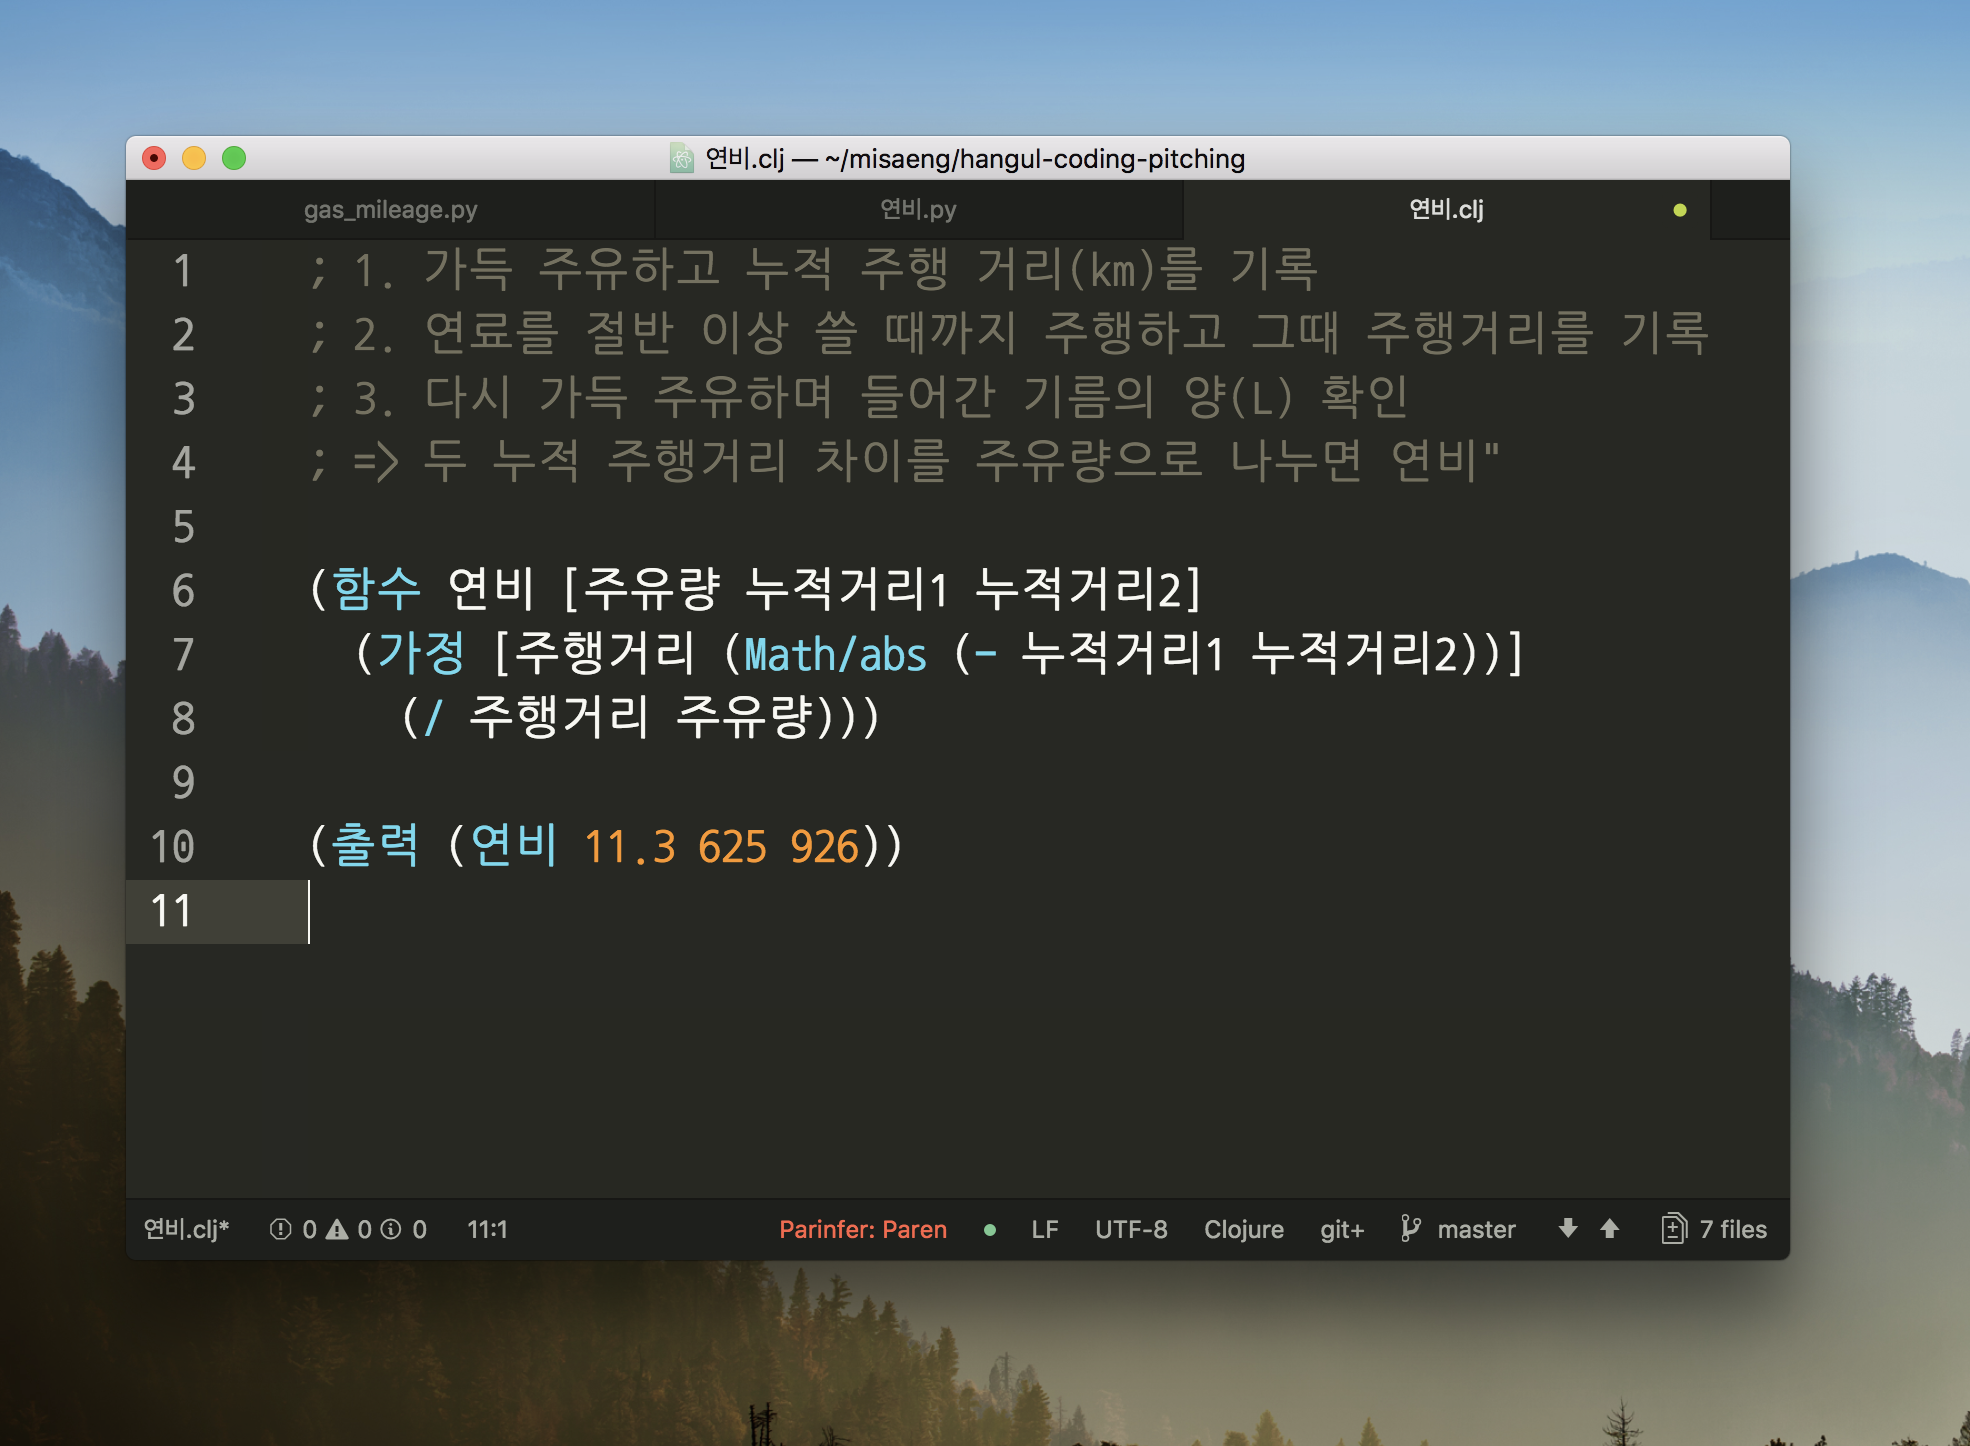 연비.clj — ~/misaeng/hangul-coding-pitching
gas_mileage.py 연비.py 연비.clj
1 ; 1. 가득 주유하고 누적 주행 거리(km)를 기록
2 ; 2. 연료를 절반 이상 쓸 때까지 주행하고 그때 주행거리를 기록
3 ; 3. 다시 가득 주유하며 들어간 기름의 양(L) 확인
4 ; => 두 누적 주행거리 차이를 주유량으로 나누면 연비"
5
6 (함수 연비 [주유량 누적거리1 누적거리2]
7 (가정 [주행거리 (Math/abs (- 누적거리1 누적거리2))]
8 (/ 주행거리 주유량)))
9
10 (출력 (연비 11.3 625 926))
11
연비.clj* 0 0 0 11:1 Parinfer: Paren LF UTF-8 Clojure git+ master 7 files